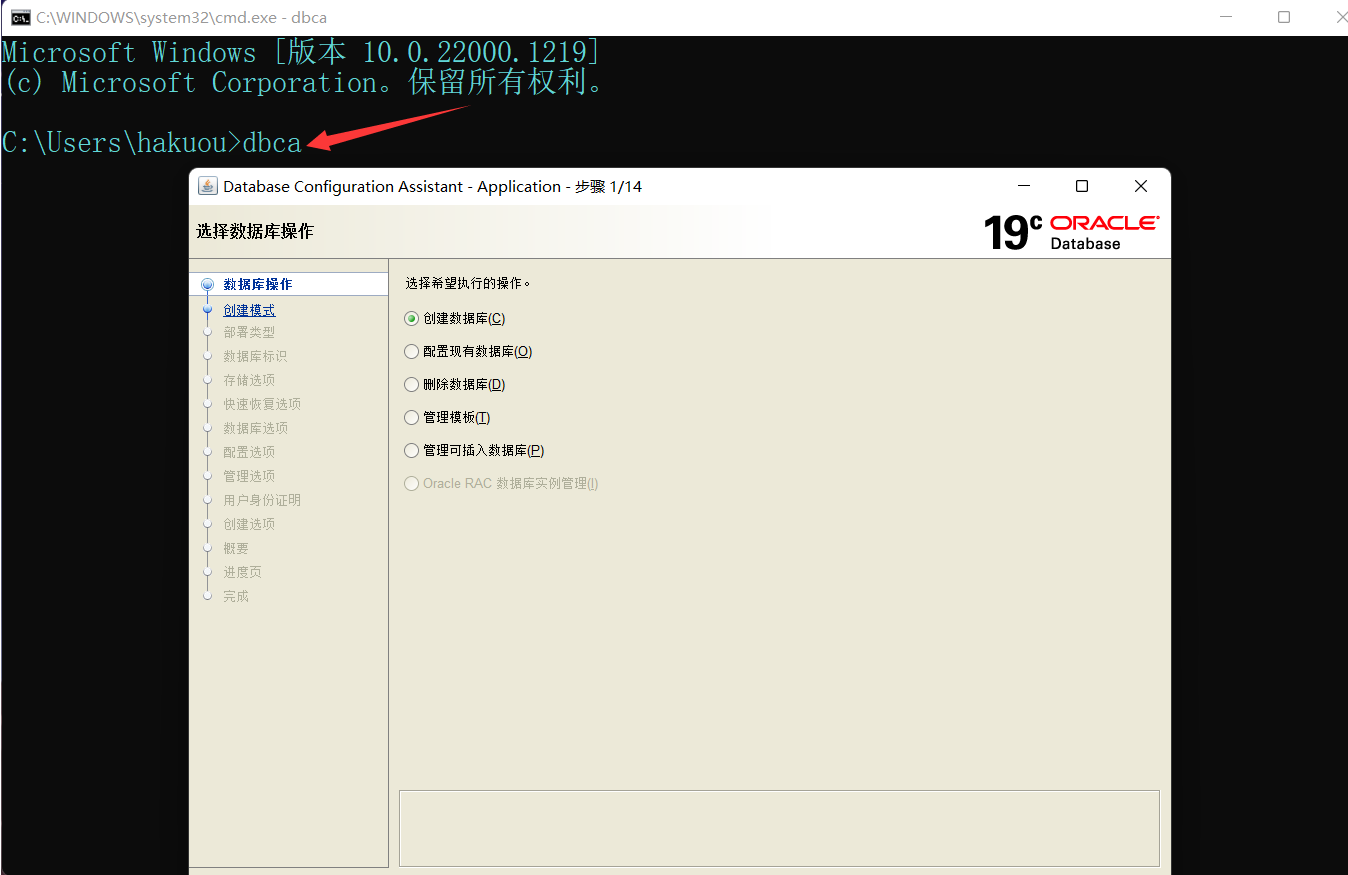 C:\WINDOWS\system32\cmd.exe - dbca
Microsoft Windows [版本 10.0.22000.1219]
(c) Microsoft Corporation。保留所有权利。
C:\Users\hakuou>dbca
Database Configuration Assistant - Application - 步骤 1/14
选择数据库操作
19c ORACLE
Database
数据库操作
创建模式
部署类型
数据库标识
存储选项
快速恢复选项
数据库选项
配置选项
管理选项
用户身份证明
创建选项
概要
进度页
完成
选择希望执行的操作。
创建数据库(C)
配置现有数据库(O)
删除数据库(D)
管理模板(T)
管理可插入数据库(P)
Oracle RAC 数据库实例管理(I)